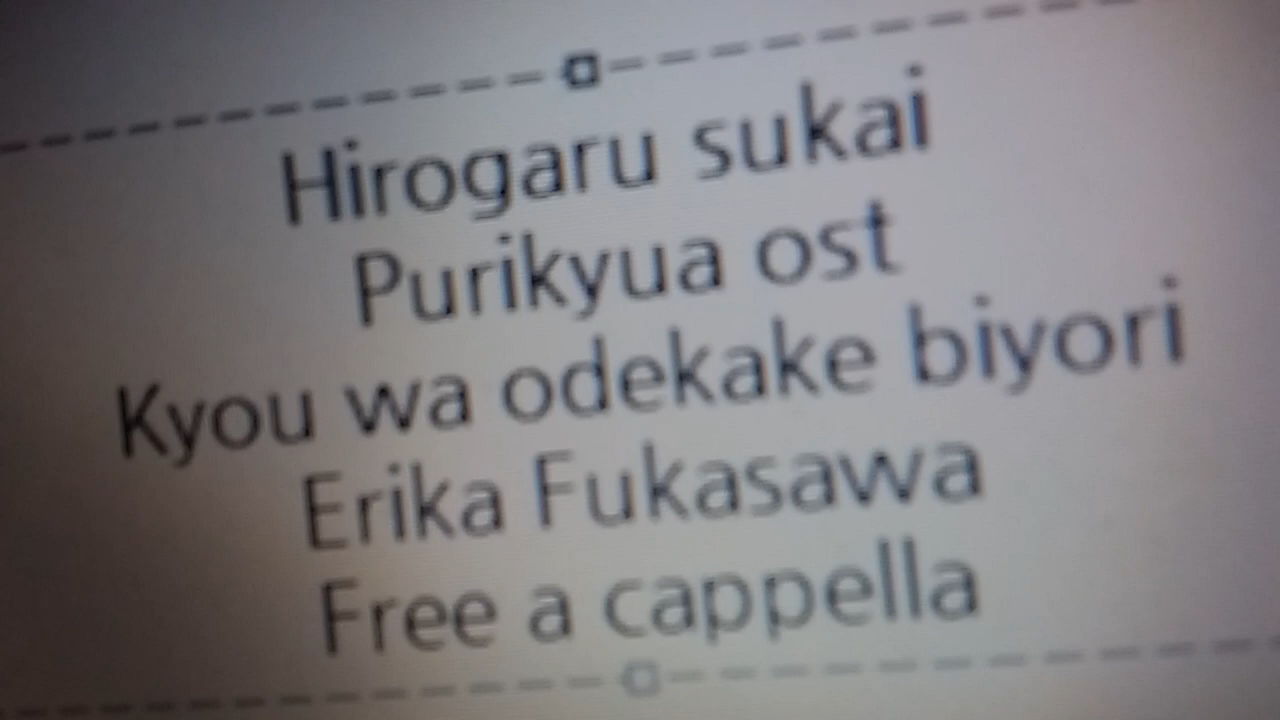 Hirogaru sukai
Purikyua ost
Kyou wa odekake biyori
Erika Fukasawa
Free a cappella